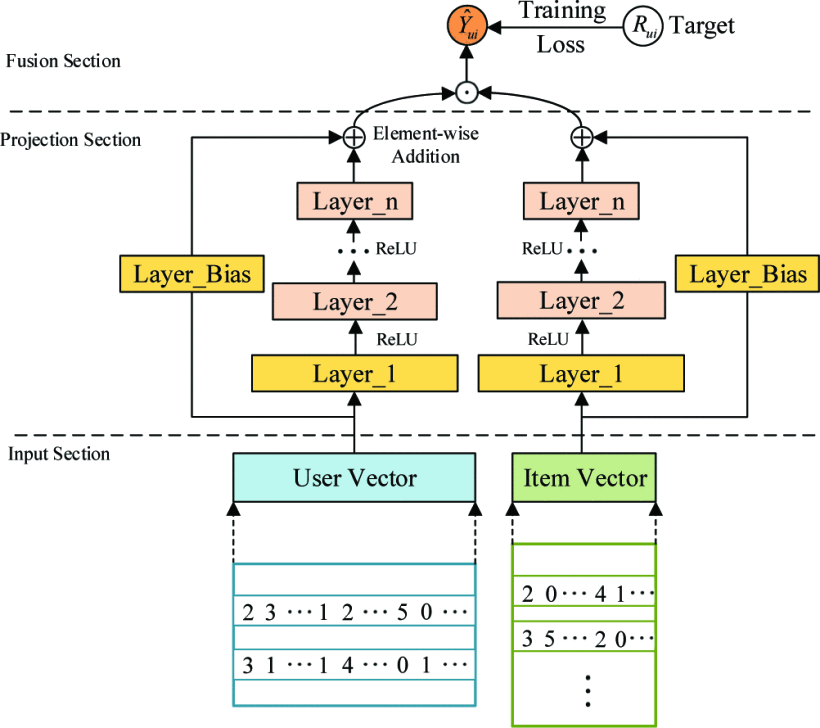 Ŷui
Training
Loss
Rui Target
Fusion Section
Projection Section
Element-wise
Addition
Layer_n
Layer_n
··· ReLU
ReLU ···
Layer_Bias
Layer_Bias
Layer_2
Layer_2
ReLU
ReLU
Layer_1
Layer_1
Input Section
User Vector
Item Vector
2 3 ··· 1 2 ··· 5 0 ···
3 1 ··· 1 4 ··· 0 1 ···
2 0 ··· 4 1 ···
3 5 ··· 2 0 ···